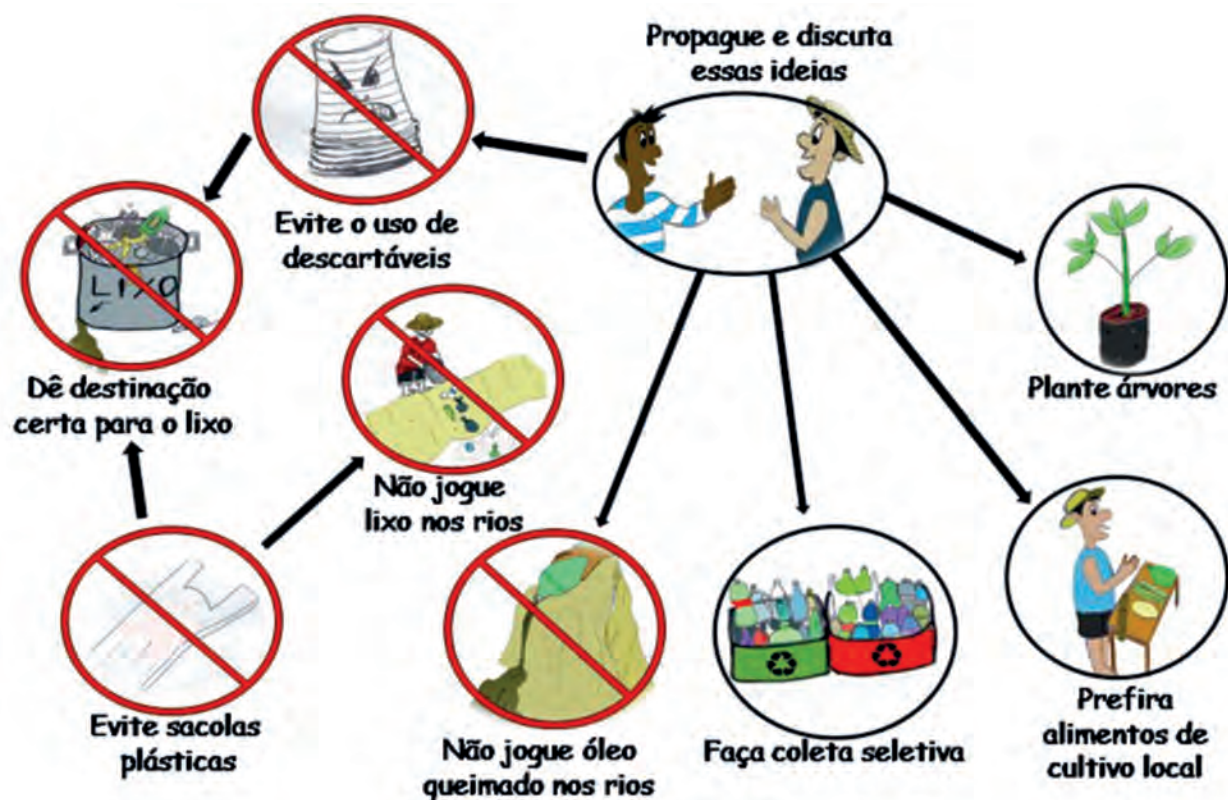 Propague e discuta
essas ideias
Evite o uso de
descartáveis
LIXO
Dê destinação
certa para o lixo
Plante árvores
Não jogue
lixo nos rios
Evite sacolas
plásticas
Não jogue óleo
queimado nos rios
Faça coleta seletiva
Prefira
alimentos de
cultivo local